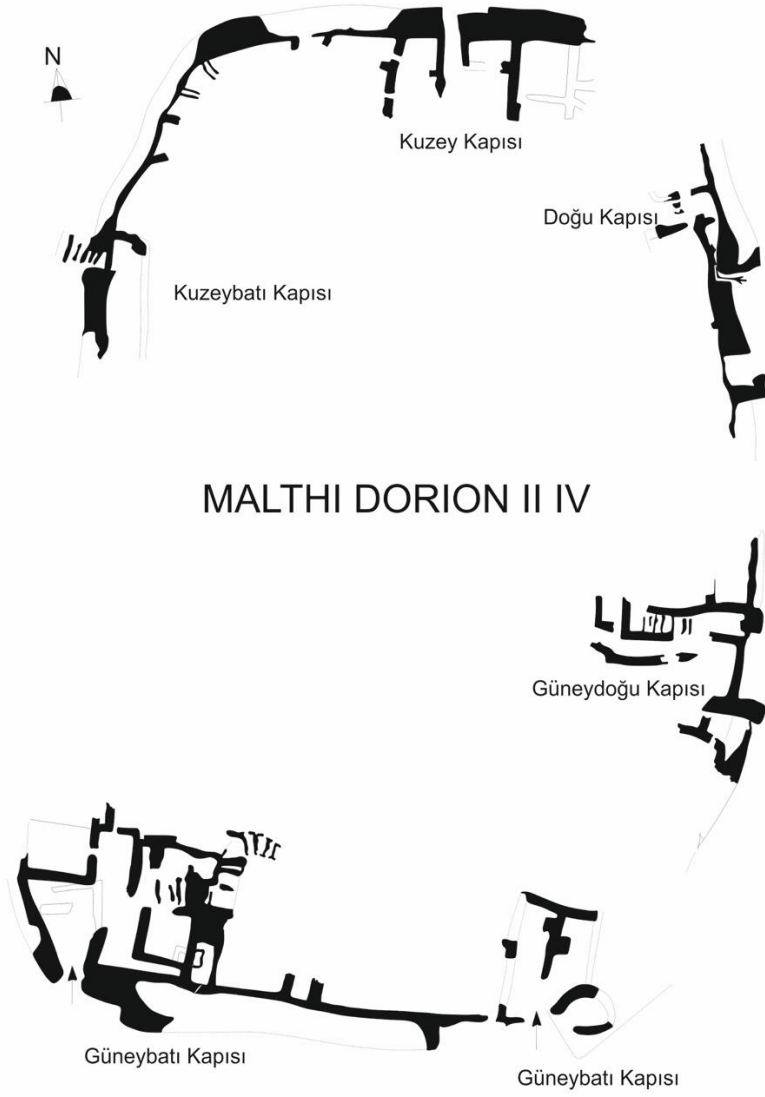 N
Kuzey Kapısı
Doğu Kapısı
Kuzeybatı Kapısı
MALTHI DORION II IV
Güneydoğu Kapısı
Güneybatı Kapısı
Güneybatı Kapısı